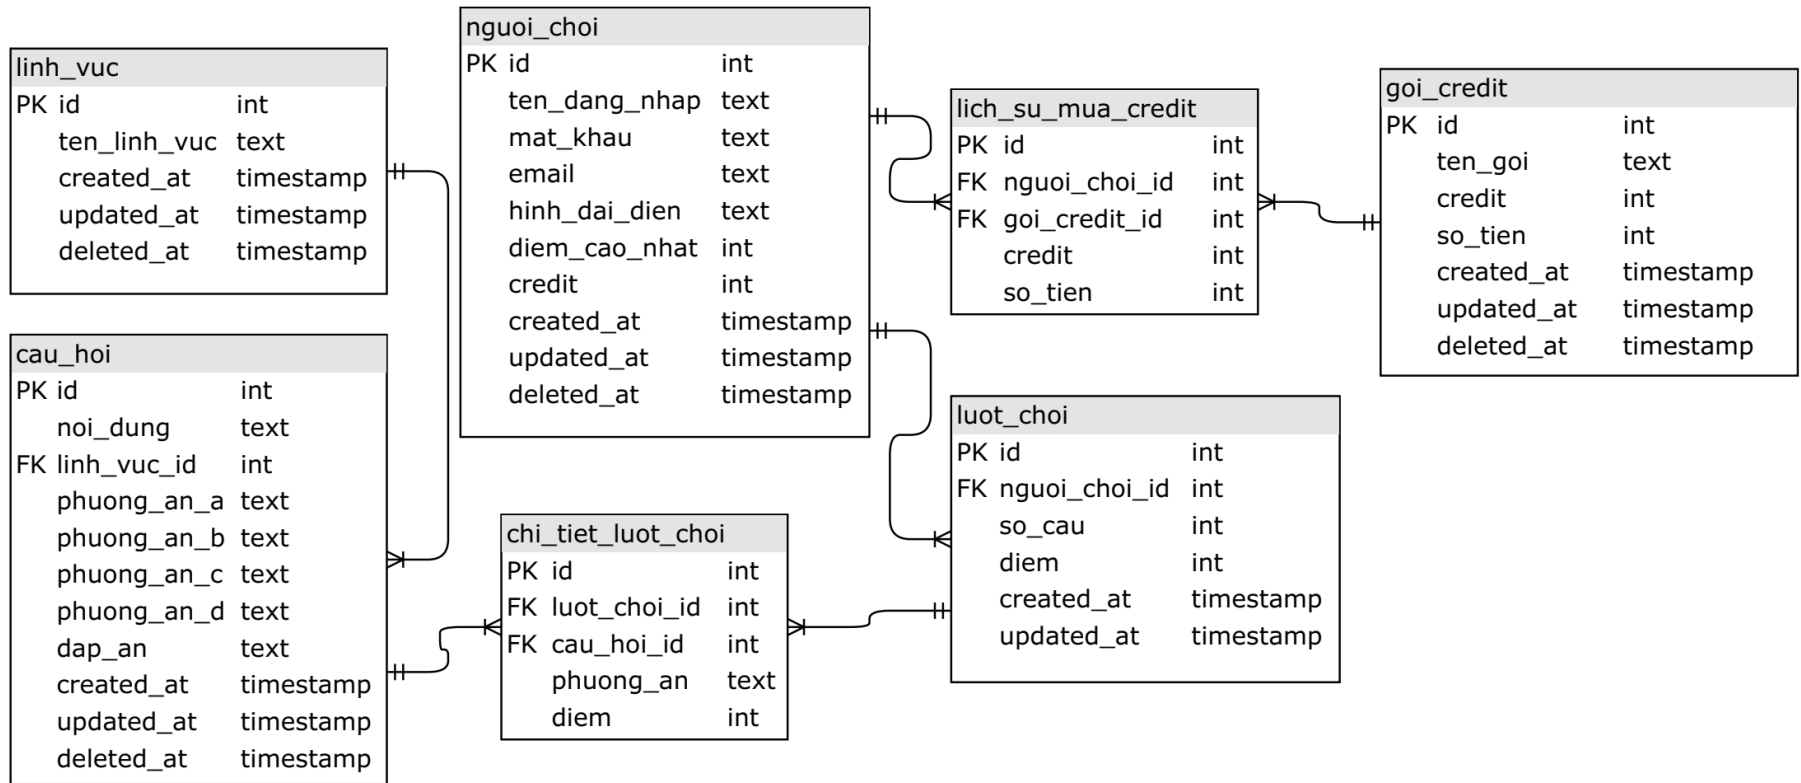 linh_vuc
PK id int
ten_linh_vuc text
created_at timestamp
updated_at timestamp
deleted_at timestamp
cau_hoi
PK id int
noi_dung text
FK linh_vuc_id int
phuong_an_a text
phuong_an_b text
phuong_an_c text
phuong_an_d text
dap_an text
created_at timestamp
updated_at timestamp
deleted_at timestamp
nguoi_choi
PK id int
ten_dang_nhap text
mat_khau text
email text
hinh_dai_dien text
diem_cao_nhat int
credit int
created_at timestamp
updated_at timestamp
deleted_at timestamp
chi_tiet_luot_choi
PK id int
FK luot_choi_id int
FK cau_hoi_id int
phuong_an text
diem int
lich_su_mua_credit
PK id int
FK nguoi_choi_id int
FK goi_credit_id int
credit int
so_tien int
luot_choi
PK id int
FK nguoi_choi_id int
so_cau int
diem int
created_at timestamp
updated_at timestamp
goi_credit
PK id int
ten_goi text
credit int
so_tien int
created_at timestamp
updated_at timestamp
deleted_at timestamp